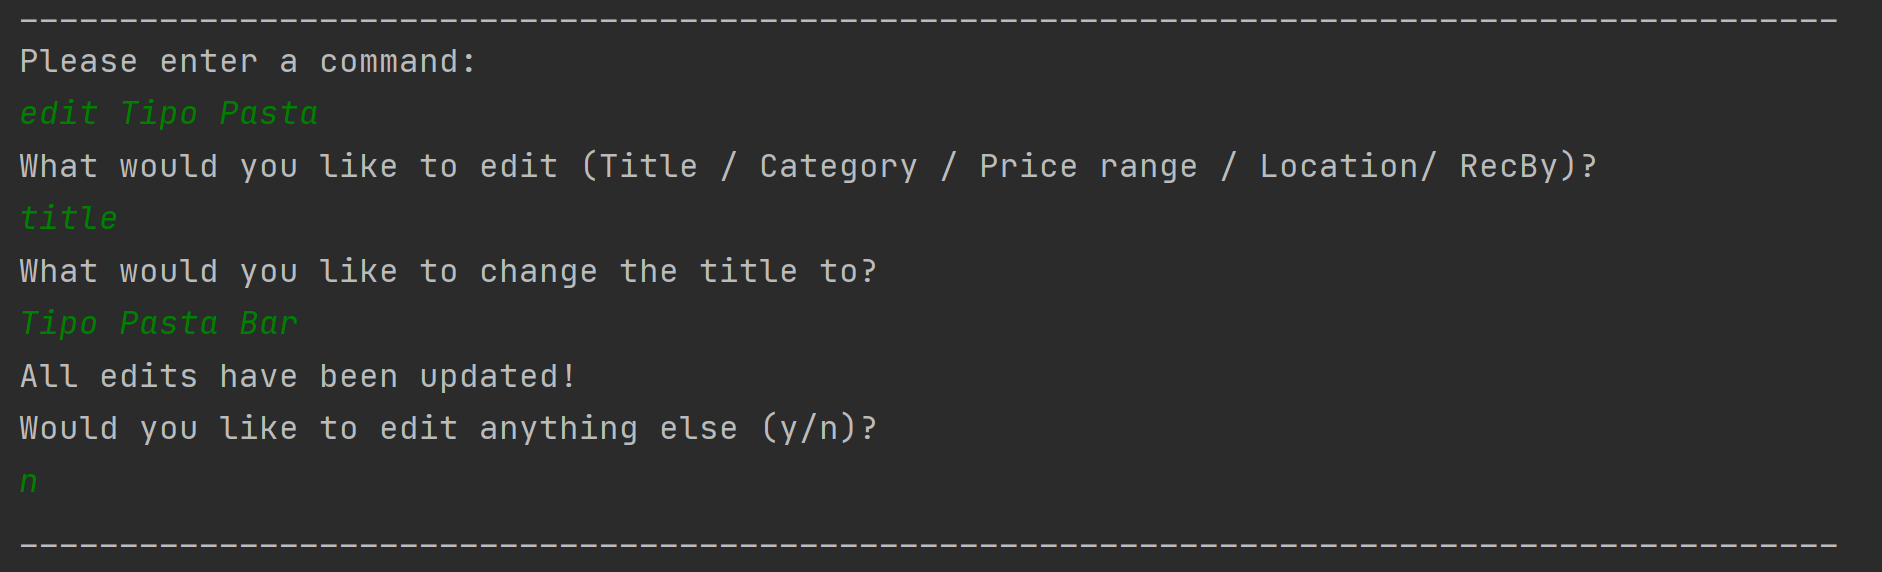 -------------------------------------------------------------------------------------------
Please enter a command:
edit Tipo Pasta
What would you like to edit (Title / Category / Price range / Location/ RecBy)?
title
What would you like to change the title to?
Tipo Pasta Bar
All edits have been updated!
Would you like to edit anything else (y/n)?
n
-------------------------------------------------------------------------------------------